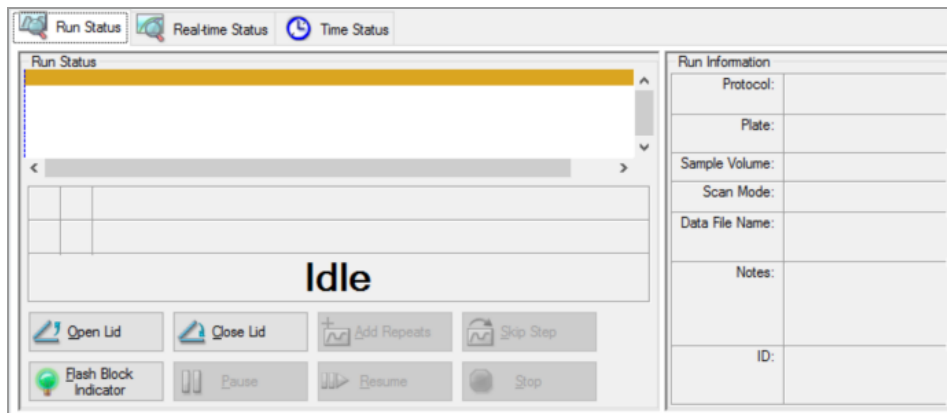 Run Status
Real-time Status
Time Status
Run Status
Idle
Open Lid
Close Lid
Add Repeats
Skip Step
Flash Block
Indicator
Pause
Resume
Stop
Run Information
Protocol:
Plate:
Sample Volume:
Scan Mode:
Data File Name:
Notes:
ID: